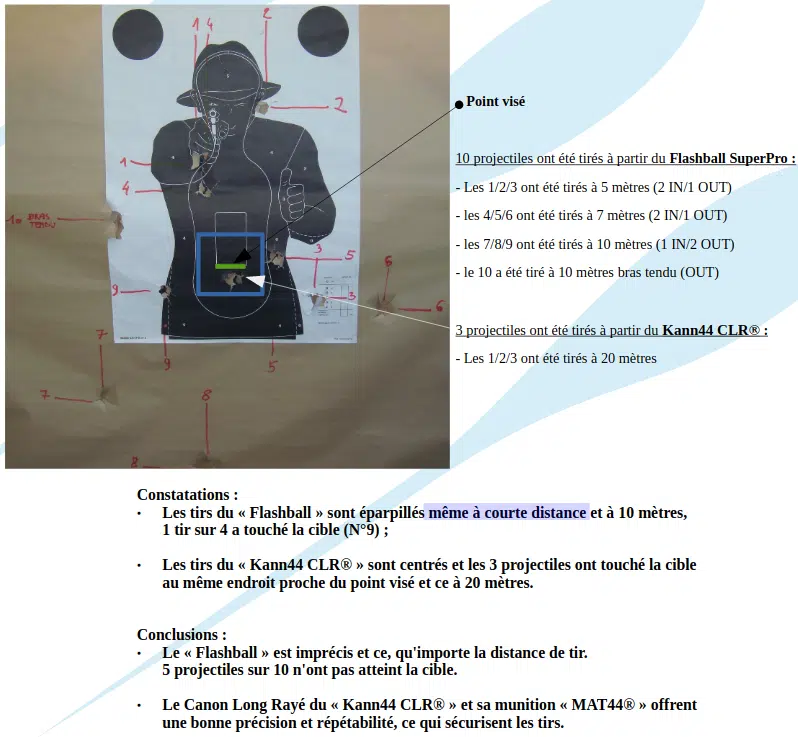 1 4
2
2
1
4
10 BRAS
TENDU
3
5
6
9
3
6
7
9
5
7
8
8
Point visé
10 projectiles ont été tirés à partir du Flashball SuperPro :
- Les 1/2/3 ont été tirés à 5 mètres (2 IN/1 OUT)
- les 4/5/6 ont été tirés à 7 mètres (2 IN/1 OUT)
- les 7/8/9 ont été tirés à 10 mètres (1 IN/2 OUT)
- le 10 a été tiré à 10 mètres bras tendu (OUT)
3 projectiles ont été tirés à partir du Kann44 CLR® :
- Les 1/2/3 ont été tirés à 20 mètres
Constatations :
• Les tirs du « Flashball » sont éparpillés même à courte distance et à 10 mètres,
1 tir sur 4 a touché la cible (N°9) ;
• Les tirs du « Kann44 CLR® » sont centrés et les 3 projectiles ont touché la cible
au même endroit proche du point visé et ce à 20 mètres.
Conclusions :
• Le « Flashball » est imprécis et ce, qu'importe la distance de tir.
5 projectiles sur 10 n'ont pas atteint la cible.
• Le Canon Long Rayé du « Kann44 CLR® » et sa munition « MAT44® » offrent
une bonne précision et répétabilité, ce qui sécurisent les tirs.